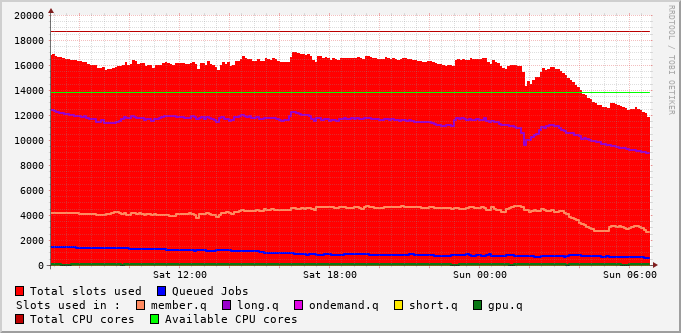 20000
18000
16000
14000
12000
10000
8000
6000
4000
2000
0
Sat 12:00 Sat 18:00 Sun 00:00 Sun 06:00
RRDTOOL / TOBI OETIKER
Total slots used Queued Jobs
Slots used in : member.q long.q ondemand.q short.q gpu.q
Total CPU cores Available CPU cores